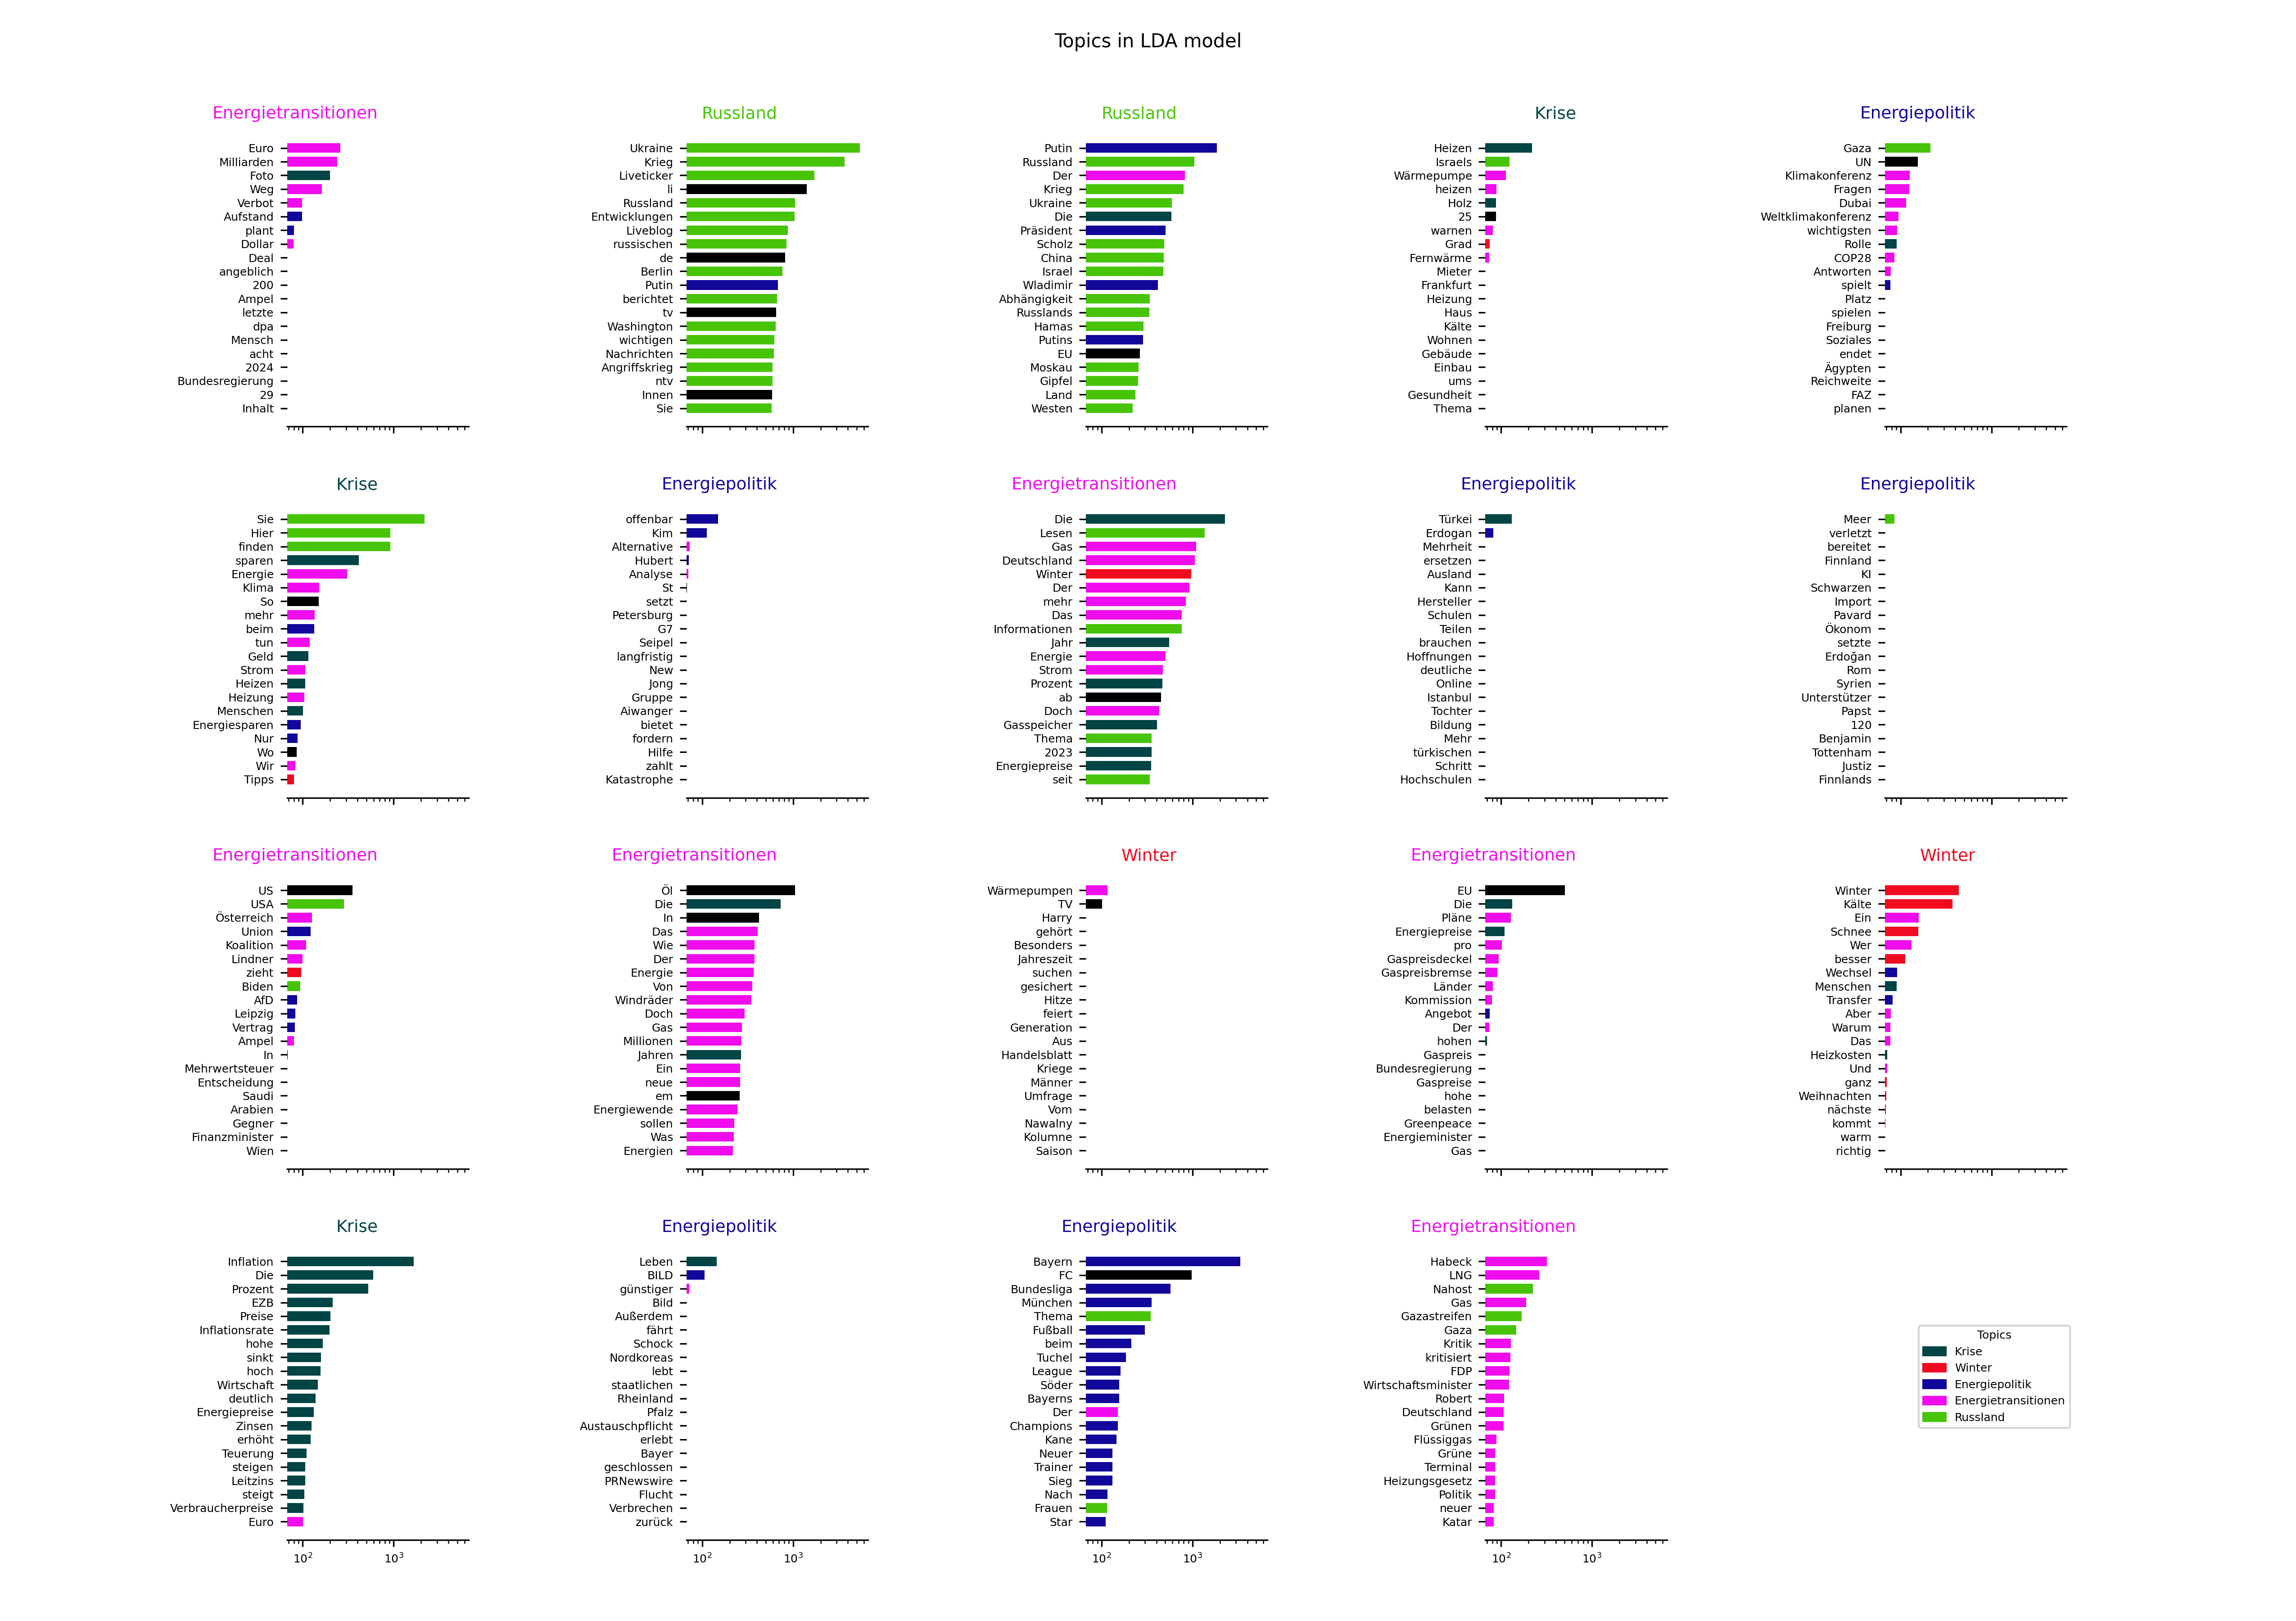 Topics in LDA model
Energietransitionen
Euro
Milliarden
Foto
Weg
Verbot
Aufstand
plant
Dollar
Deal
angeblich
200
Ampel
letzte
dpa
Mensch
acht
2024
Bundesregierung
29
Inhalt
Russland
Ukraine
Krieg
Liveticker
li
Russland
Entwicklungen
Liveblog
russischen
de
Berlin
Putin
berichtet
tv
Washington
wichtigen
Nachrichten
Angriffskrieg
ntv
Innen
Sie
Russland
Putin
Russland
Der
Krieg
Ukraine
Die
Präsident
Scholz
China
Israel
Wladimir
Abhängigkeit
Russlands
Hamas
Putins
EU
Moskau
Gipfel
Land
Westen
Krise
Heizen
Israels
Wärmepumpe
heizen
Holz
25
warnen
Grad
Fernwärme
Mieter
Frankfurt
Heizung
Haus
Kälte
Wohnen
Gebäude
Einbau
ums
Gesundheit
Thema
Energiepolitik
Gaza
UN
Klimakonferenz
Fragen
Dubai
Weltklimakonferenz
wichtigsten
Rolle
COP28
Antworten
spielt
Platz
spielen
Freiburg
Soziales
endet
Ägypten
Reichweite
FAZ
planen
Krise
Sie
Hier
finden
sparen
Energie
Klima
So
mehr
beim
tun
Geld
Strom
Heizen
Heizung
Menschen
Energiesparen
Nur
Wo
Wir
Tipps
Energiepolitik
offenbar
Kim
Alternative
Hubert
Analyse
St
setzt
Petersburg
G7
Seipel
langfristig
New
Jong
Gruppe
Aiwanger
bietet
fordern
Hilfe
zahlt
Katastrophe
Energietransitionen
Die
Lesen
Gas
Deutschland
Winter
Der
mehr
Das
Informationen
Jahr
Energie
Strom
Prozent
ab
Doch
Gasspeicher
Thema
2023
Energiepreise
seit
Energiepolitik
Türkei
Erdogan
Mehrheit
ersetzen
Ausland
Kann
Hersteller
Schulen
Teilen
brauchen
Hoffnungen
deutliche
Online
Istanbul
Tochter
Bildung
Mehr
türkischen
Schritt
Hochschulen
Energiepolitik
Meer
verletzt
bereitet
Finnland
KI
Schwarzen
Import
Pavard
Ökonom
setzte
Erdoğan
Rom
Syrien
Unterstützer
Papst
120
Benjamin
Tottenham
Justiz
Finnlands
Energietransitionen
US
USA
Österreich
Union
Koalition
Lindner
zieht
Biden
AfD
Leipzig
Vertrag
Ampel
In
Mehrwertsteuer
Entscheidung
Saudi
Arabien
Gegner
Finanzminister
Wien
Energietransitionen
Öl
Die
In
Das
Wie
Der
Energie
Von
Windräder
Doch
Gas
Millionen
Jahren
Ein
neue
em
Energiewende
sollen
Was
Energien
Winter
Wärmepumpen
TV
Harry
gehört
Besonders
Jahreszeit
suchen
gesichert
Hitze
feiert
Generation
Aus
Handelsblatt
Kriege
Männer
Umfrage
Vom
Nawalny
Kolumne
Saison
Energietransitionen
EU
Die
Pläne
Energiepreise
pro
Gaspreisdeckel
Gaspreisbremse
Länder
Kommission
Angebot
Der
hohen
Gaspreis
Bundesregierung
Gaspreise
hohe
belasten
Greenpeace
Energieminister
Gas
Winter
Winter
Kälte
Ein
Schnee
Wer
besser
Wechsel
Menschen
Transfer
Aber
Warum
Das
Heizkosten
Und
ganz
Weihnachten
nächste
kommt
warm
richtig
Krise
Inflation
Die
Prozent
EZB
Preise
Inflationsrate
hohe
sinkt
hoch
Wirtschaft
deutlich
Energiepreise
Zinsen
erhöht
Teuerung
steigen
Leitzins
steigt
Verbraucherpreise
Euro
10² 10³
Energiepolitik
Leben
BILD
günstiger
Bild
Außerdem
fährt
Schock
Nordkoreas
lebt
staatlichen
Rheinland
Pfalz
Austauschpflicht
erlebt
Bayer
geschlossen
PRNewswire
Flucht
Verbrechen
zurück
10² 10³
Energiepolitik
Bayern
FC
Bundesliga
München
Thema
Fußball
beim
Tuchel
League
Söder
Bayerns
Der
Champions
Kane
Neuer
Trainer
Sieg
Nach
Frauen
Star
10² 10³
Energietransitionen
Habeck
LNG
Nahost
Gas
Gazastreifen
Gaza
Kritik
kritisiert
FDP
Wirtschaftsminister
Robert
Deutschland
Grünen
Flüssiggas
Grüne
Terminal
Heizungsgesetz
Politik
neuer
Katar
10² 10³
Topics
Krise
Winter
Energiepolitik
Energietransitionen
Russland